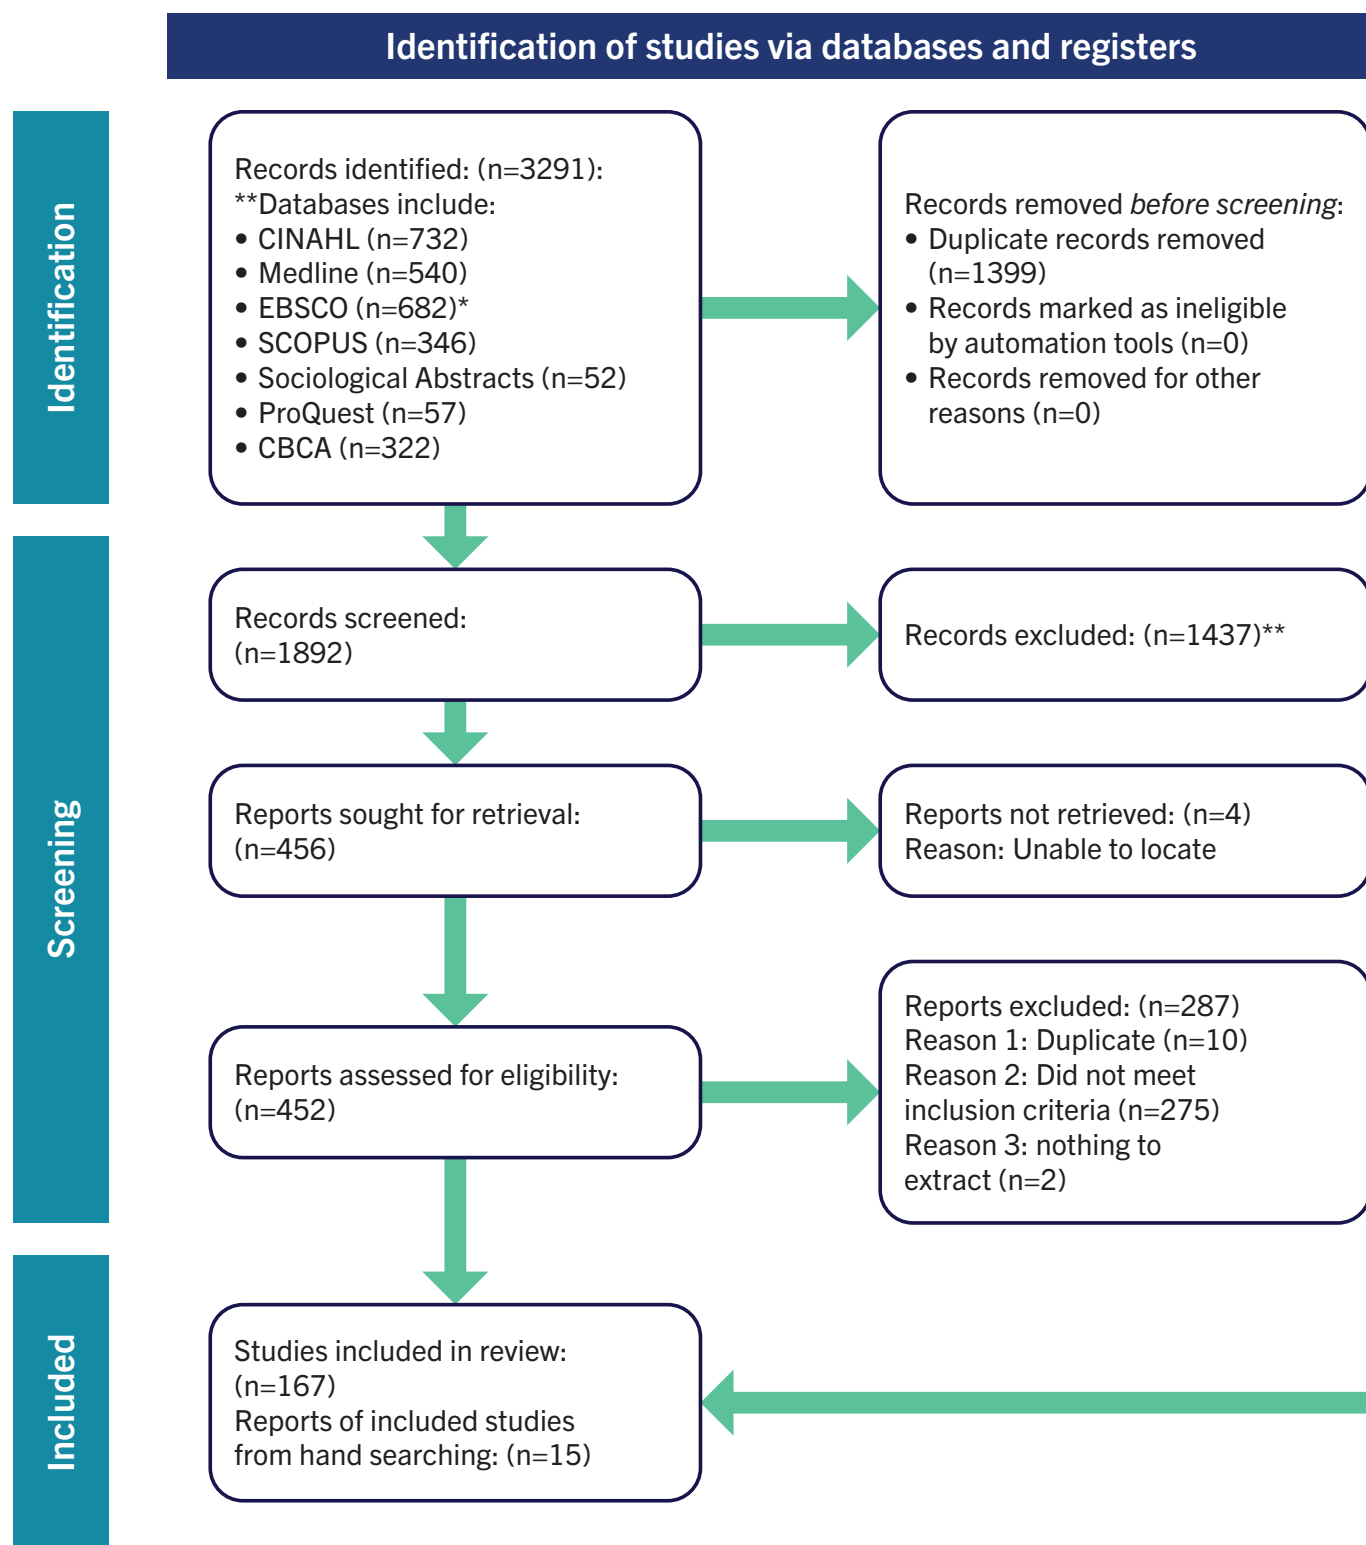 Identification of studies via databases and registers
Identification
Records identified: (n=3291):
**Databases include:
• CINAHL (n=732)
• Medline (n=540)
• EBSCO (n=682)*
• SCOPUS (n=346)
• Sociological Abstracts (n=52)
• ProQuest (n=57)
• CBCA (n=322)
Records removed before screening:
• Duplicate records removed
(n=1399)
• Records marked as ineligible
by automation tools (n=0)
• Records removed for other
reasons (n=0)
Screening
Records screened:
(n=1892)
Records excluded: (n=1437)**
Reports sought for retrieval:
(n=456)
Reports not retrieved: (n=4)
Reason: Unable to locate
Reports assessed for eligibility:
(n=452)
Reports excluded: (n=287)
Reason 1: Duplicate (n=10)
Reason 2: Did not meet
inclusion criteria (n=275)
Reason 3: nothing to
extract (n=2)
Included
Studies included in review:
(n=167)
Reports of included studies
from hand searching: (n=15)